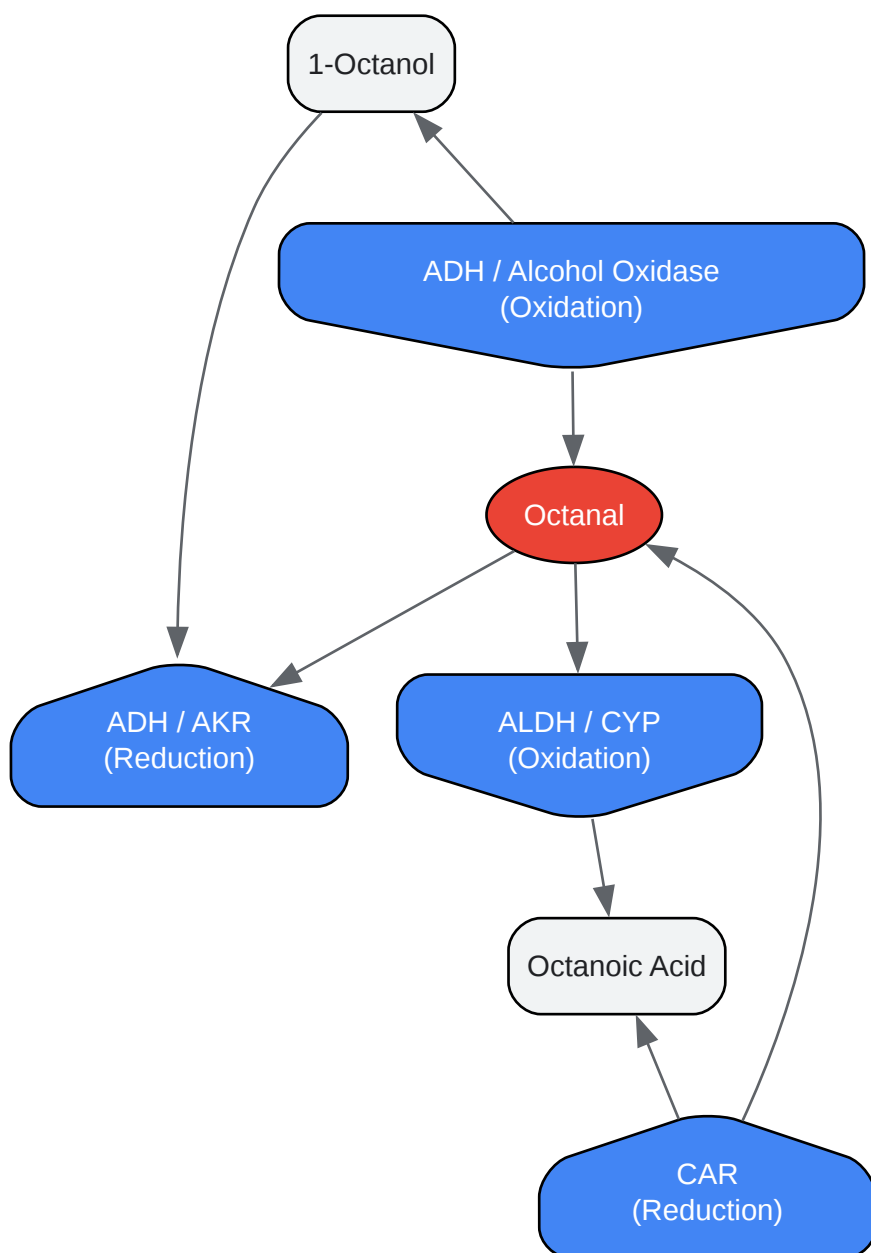 1-Octanol
ADH / Alcohol Oxidase
(Oxidation)
Octanal
ADH / AKR
(Reduction)
ALDH / CYP
(Oxidation)
Octanoic Acid
CAR
(Reduction)